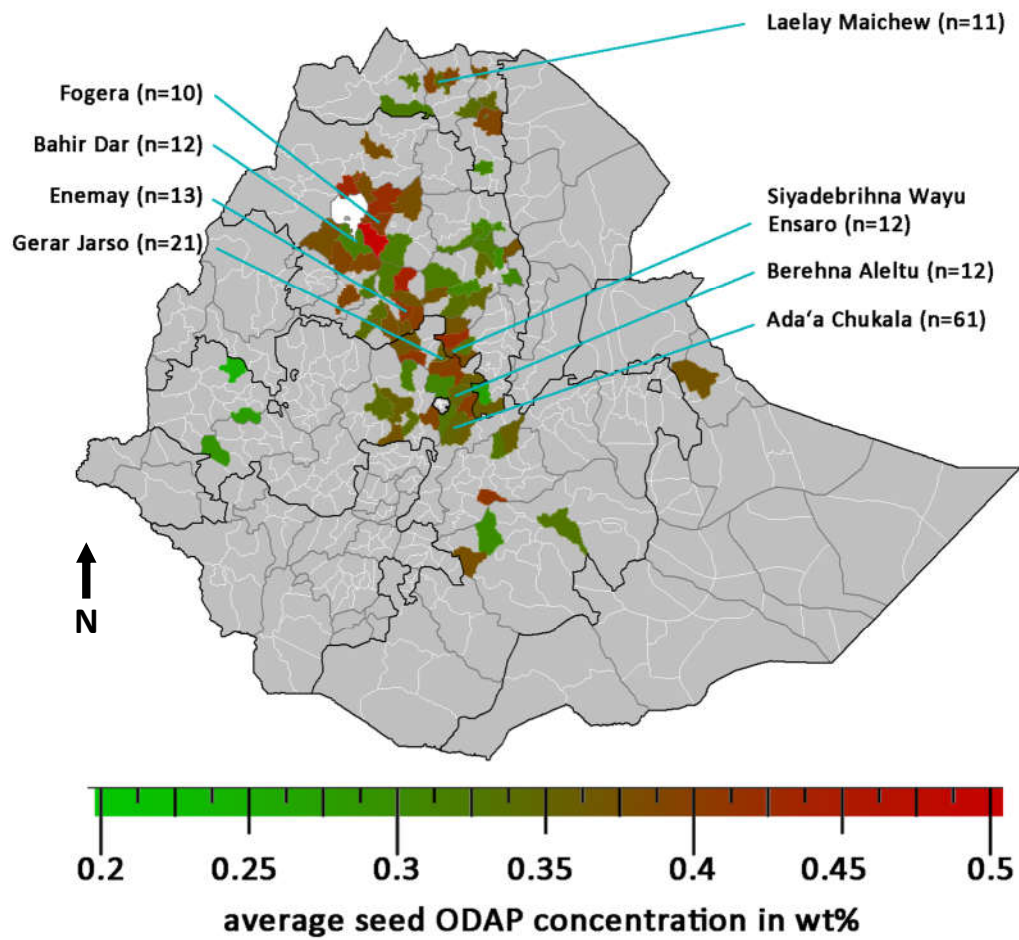 Laelay Maichew (n=11)
Fogera (n=10)
Bahir Dar (n=12)
Enemay (n=13)
Gerar Jarso (n=21)
Siyadebrihna Wayu
Ensaro (n=12)
Berehna Aleltu (n=12)
Ada‘a Chukala (n=61)
N
0.2 0.25 0.3 0.35 0.4 0.45 0.5
average seed ODAP concentration in wt%